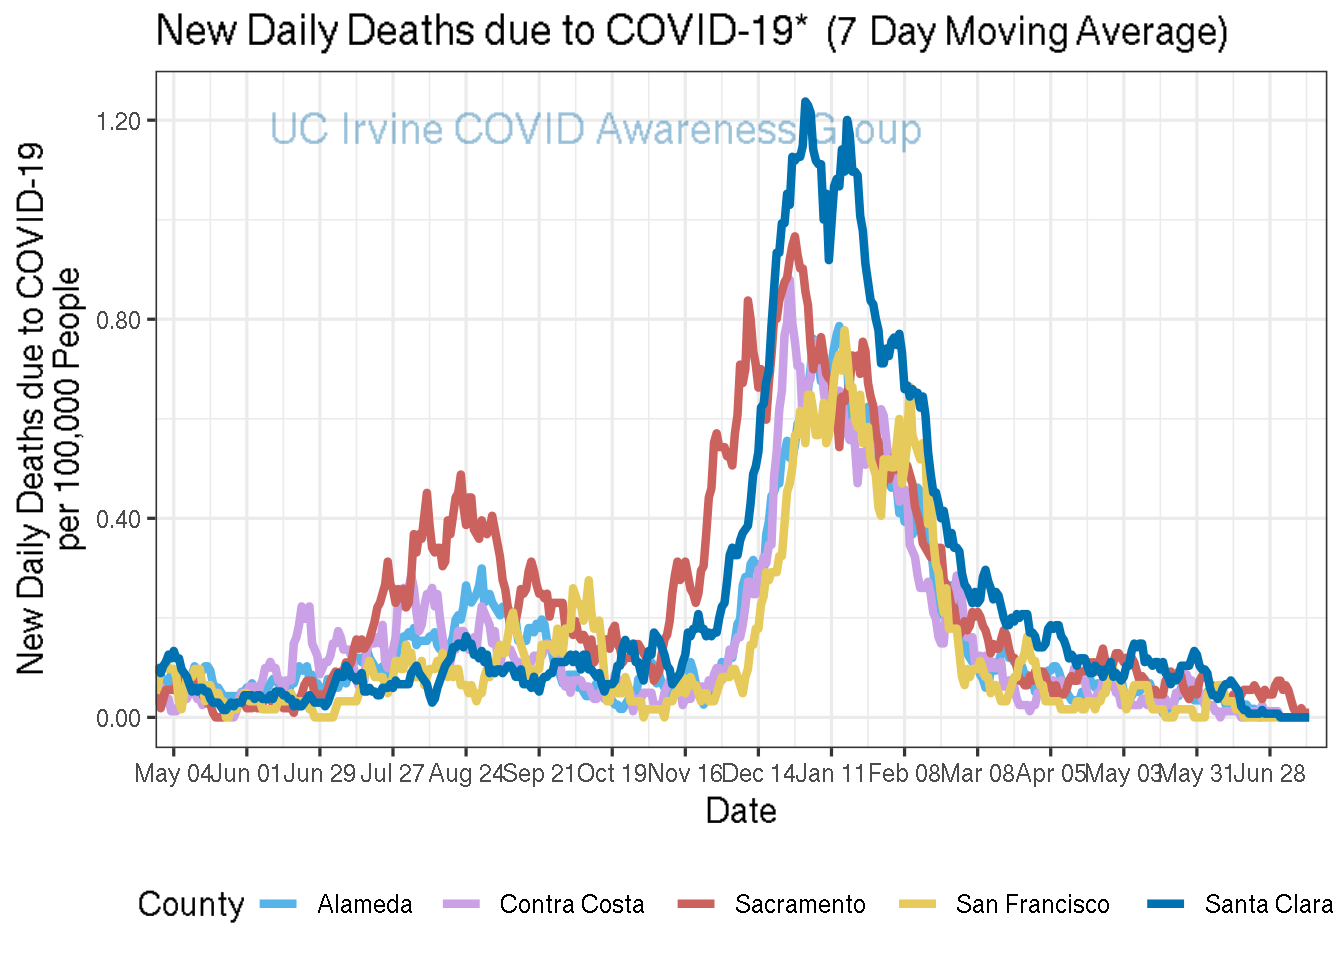 New Daily Deaths due to COVID-19* (7 Day Moving Average)
UC Irvine COVID Awareness Group
New Daily Deaths due to COVID-19
per 100,000 People
1.20
0.80
0.40
0.00
May 04 Jun 01 Jun 29 Jul 27 Aug 24 Sep 21 Oct 19 Nov 16 Dec 14 Jan 11 Feb 08 Mar 08 Apr 05 May 03 May 31 Jun 28
Date
County Alameda Contra Costa Sacramento San Francisco Santa Clara